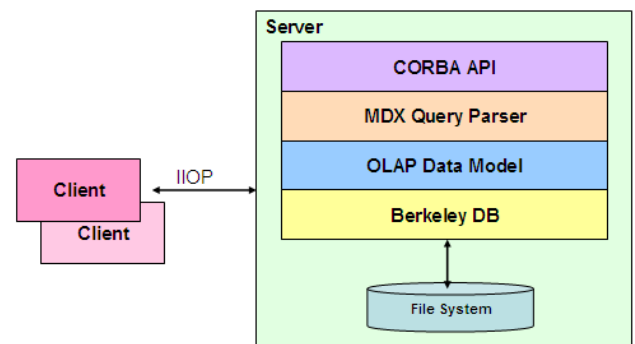 Server
CORBA API
MDX Query Parser
OLAP Data Model
Berkeley DB
File System
IIOP
Client
Client